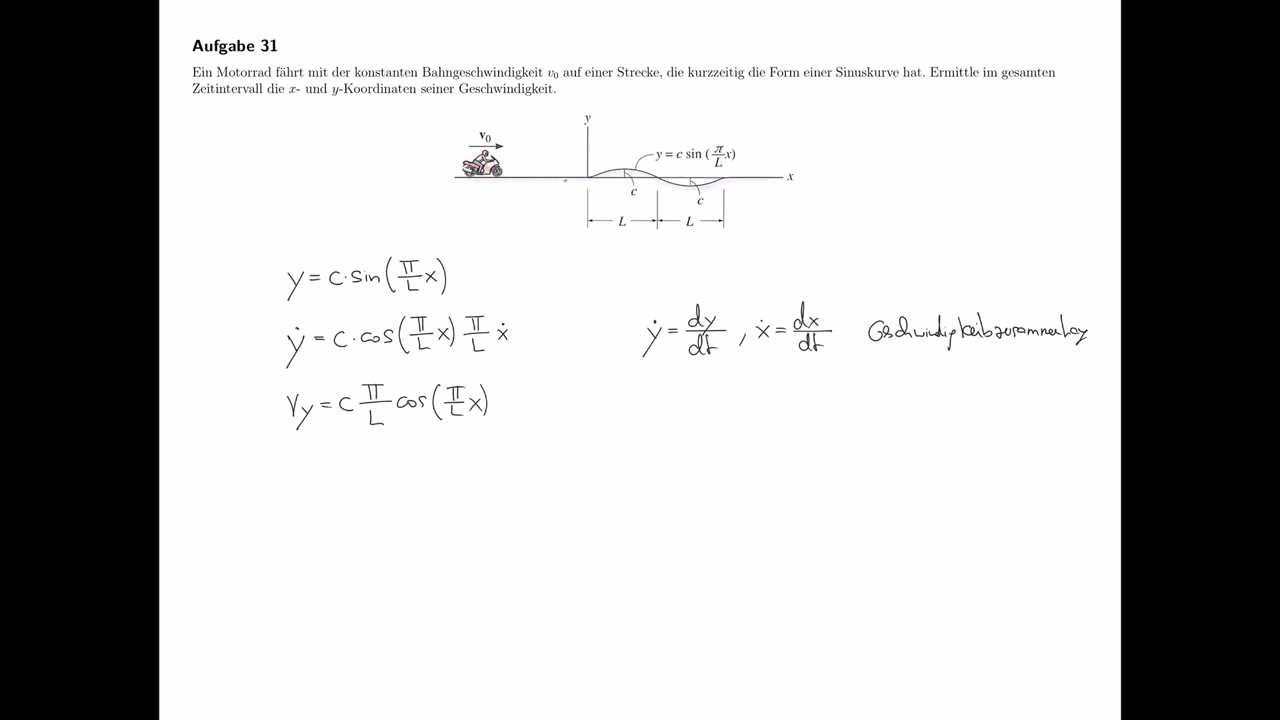 Aufgabe 31
Ein Motorrad fährt mit der konstanten Bahngeschwindigkeit v₀ auf einer Strecke, die kurzzeitig die Form einer Sinuskurve hat. Ermittle im gesamten
Zeitintervall die x- und y-Koordinaten seiner Geschwindigkeit.
y
v₀
y = c sin (π/L x)
x
c
c
L L
y = c·sin(π/L x)
ẏ = c·cos(π/L x) π/L ẋ
ẏ = dy/dt , ẋ = dx/dt
v_y = c π/L cos(π/L x)